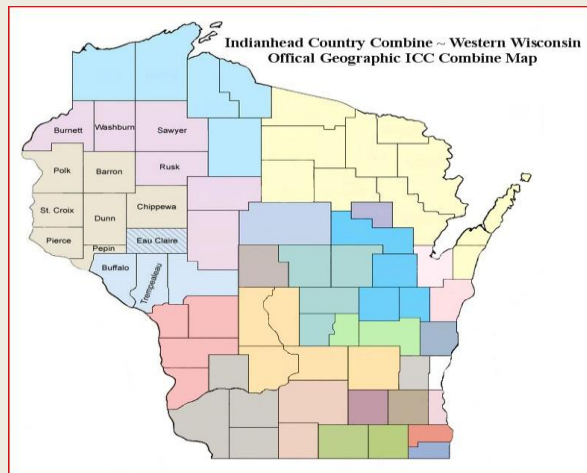 Indianhead Country Combine ~ Western Wisconsin
Offical Geographic ICC Combine Map
Burnett
Washburn
Sawyer
Polk
Barron
Rusk
St. Croix
Dunn
Chippewa
Pierce
Pepin
Eau Claire
Buffalo
Trempealeau